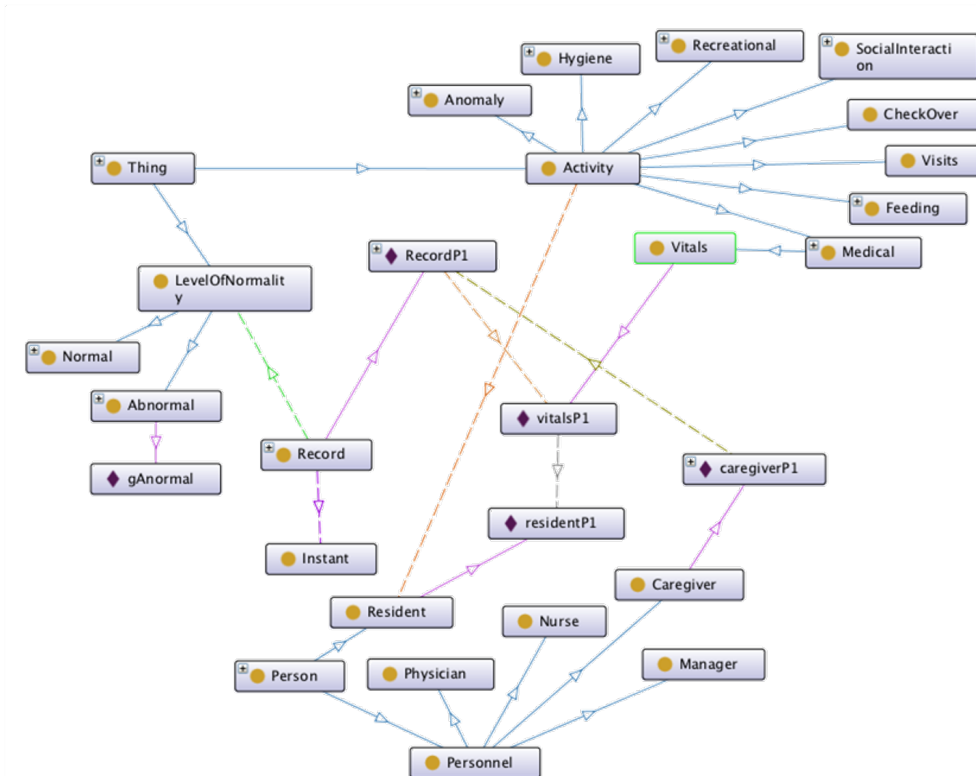 Recreational
Hygiene
SocialInteracti
on
Anomaly
CheckOver
Thing
Activity
Visits
Feeding
RecordP1
Vitals
Medical
LevelOfNormalit
y
Normal
Abnormal
vitalsP1
Record
caregiverP1
gAnormal
residentP1
Instant
Caregiver
Resident
Nurse
Person
Physician
Manager
Personnel